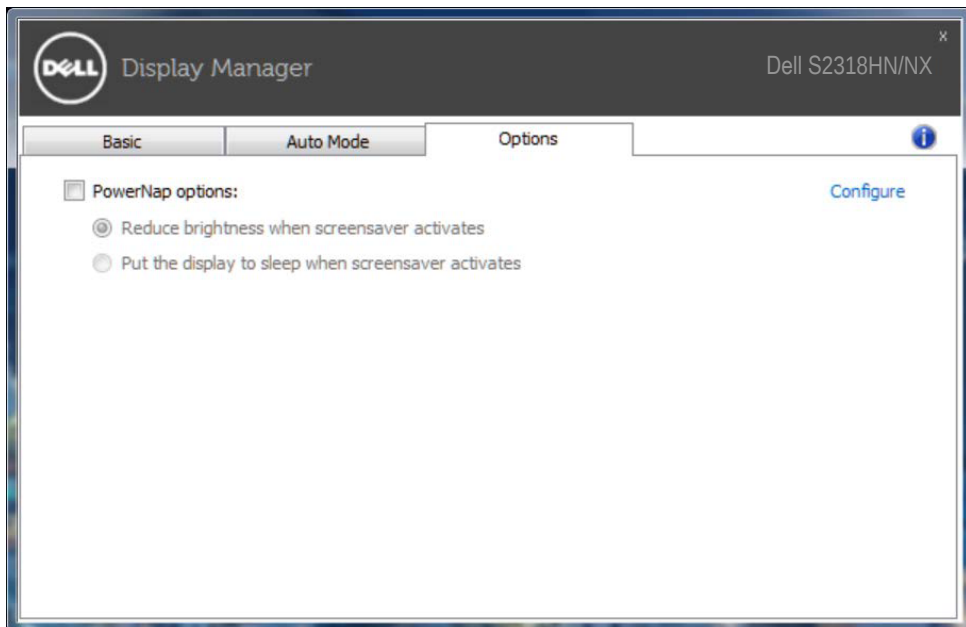 DELL Display Manager
x
Dell S2318HN/NX
Basic
Auto Mode
Options
i
PowerNap options:
Configure
Reduce brightness when screensaver activates
Put the display to sleep when screensaver activates